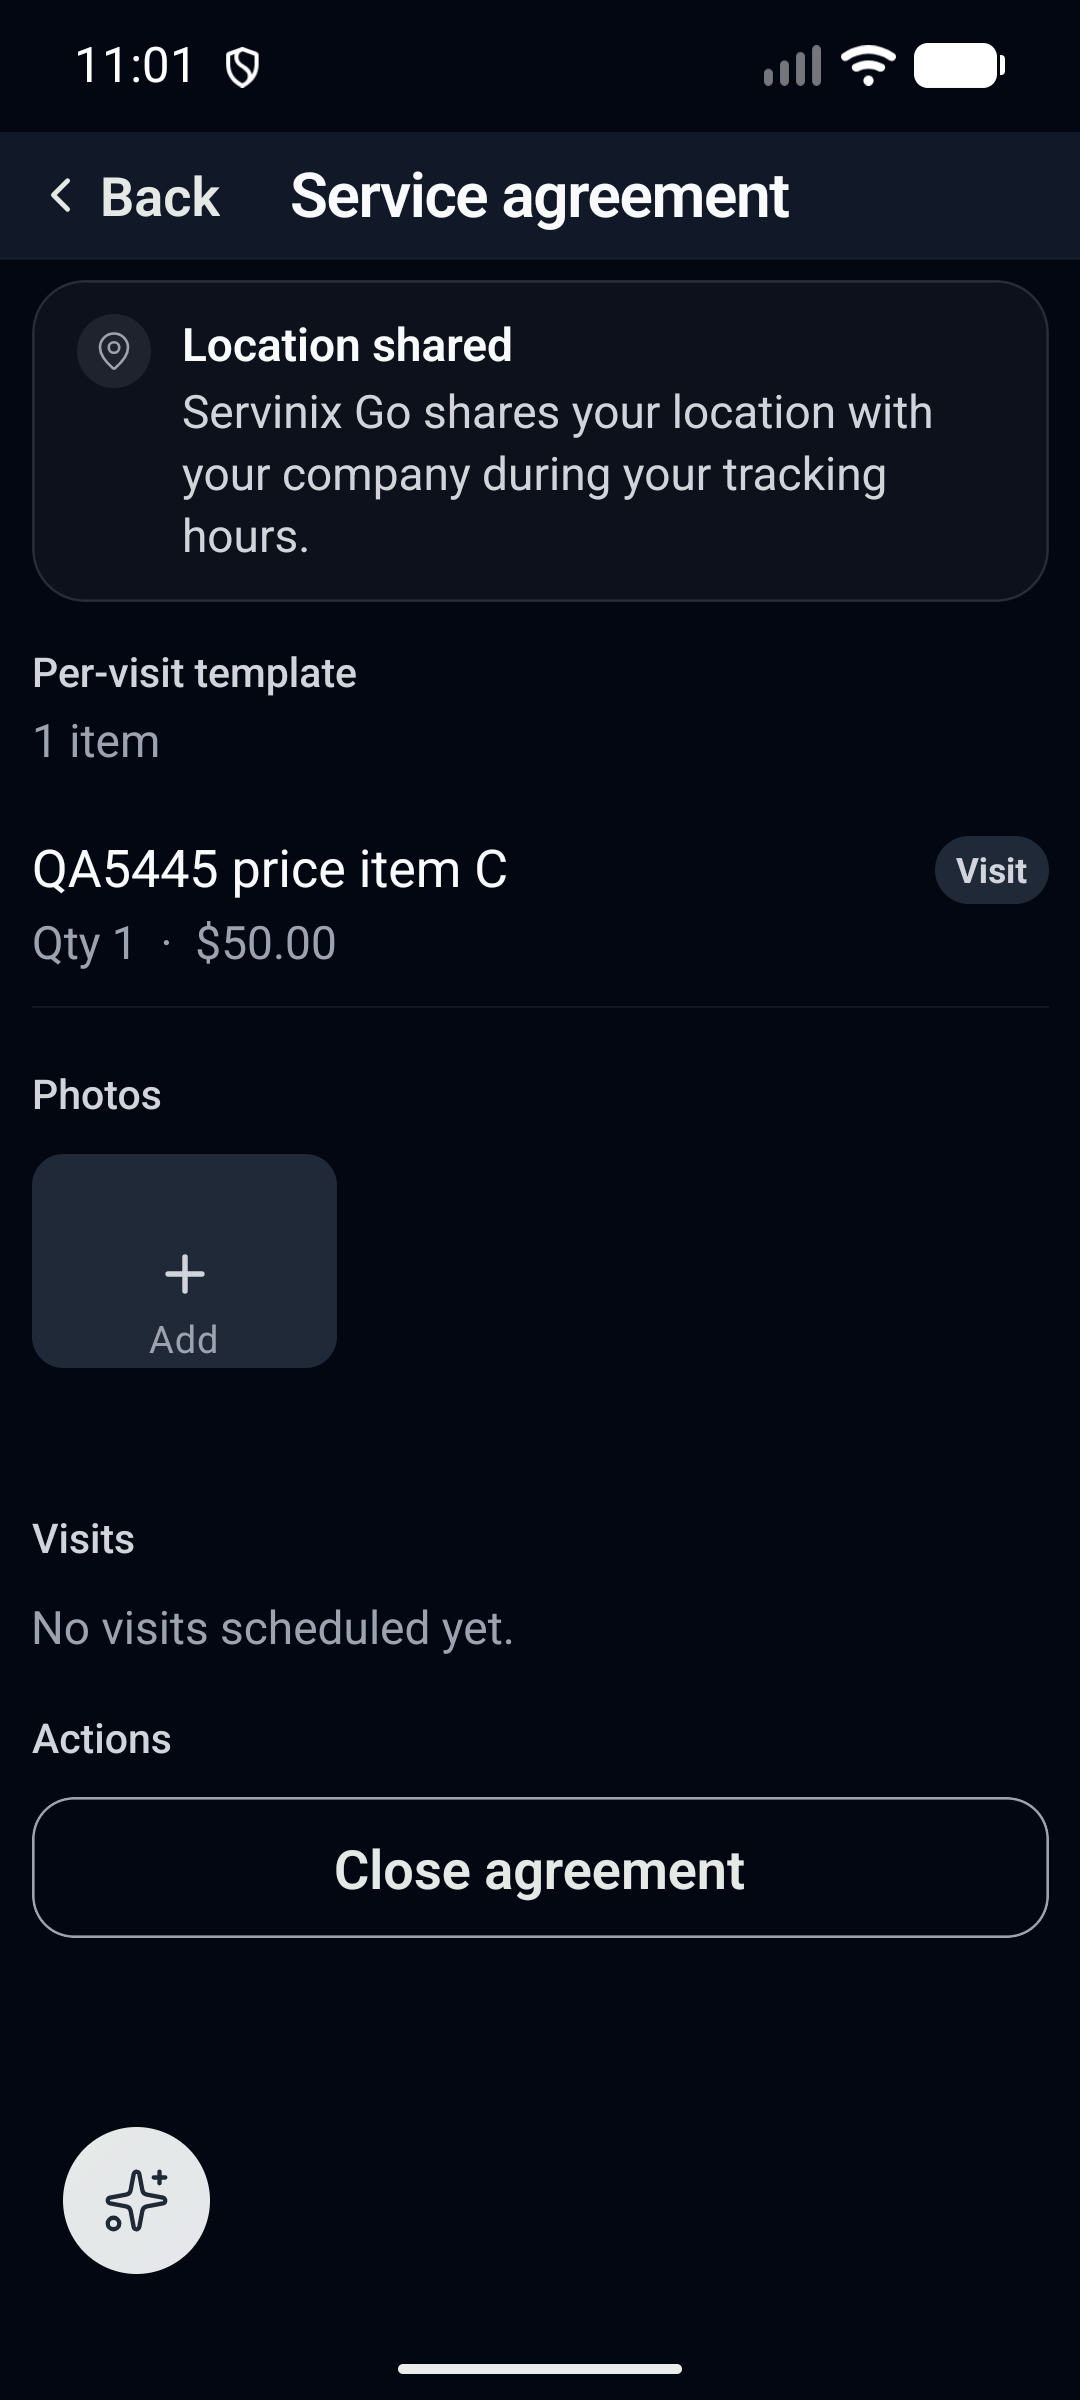 11:01
Back
Service agreement
Location shared
Servinix Go shares your location with
your company during your tracking
hours.
Per-visit template
1 item
QA5445 price item C
Visit
Qty 1 · $50.00
Photos
Add
Visits
No visits scheduled yet.
Actions
Close agreement